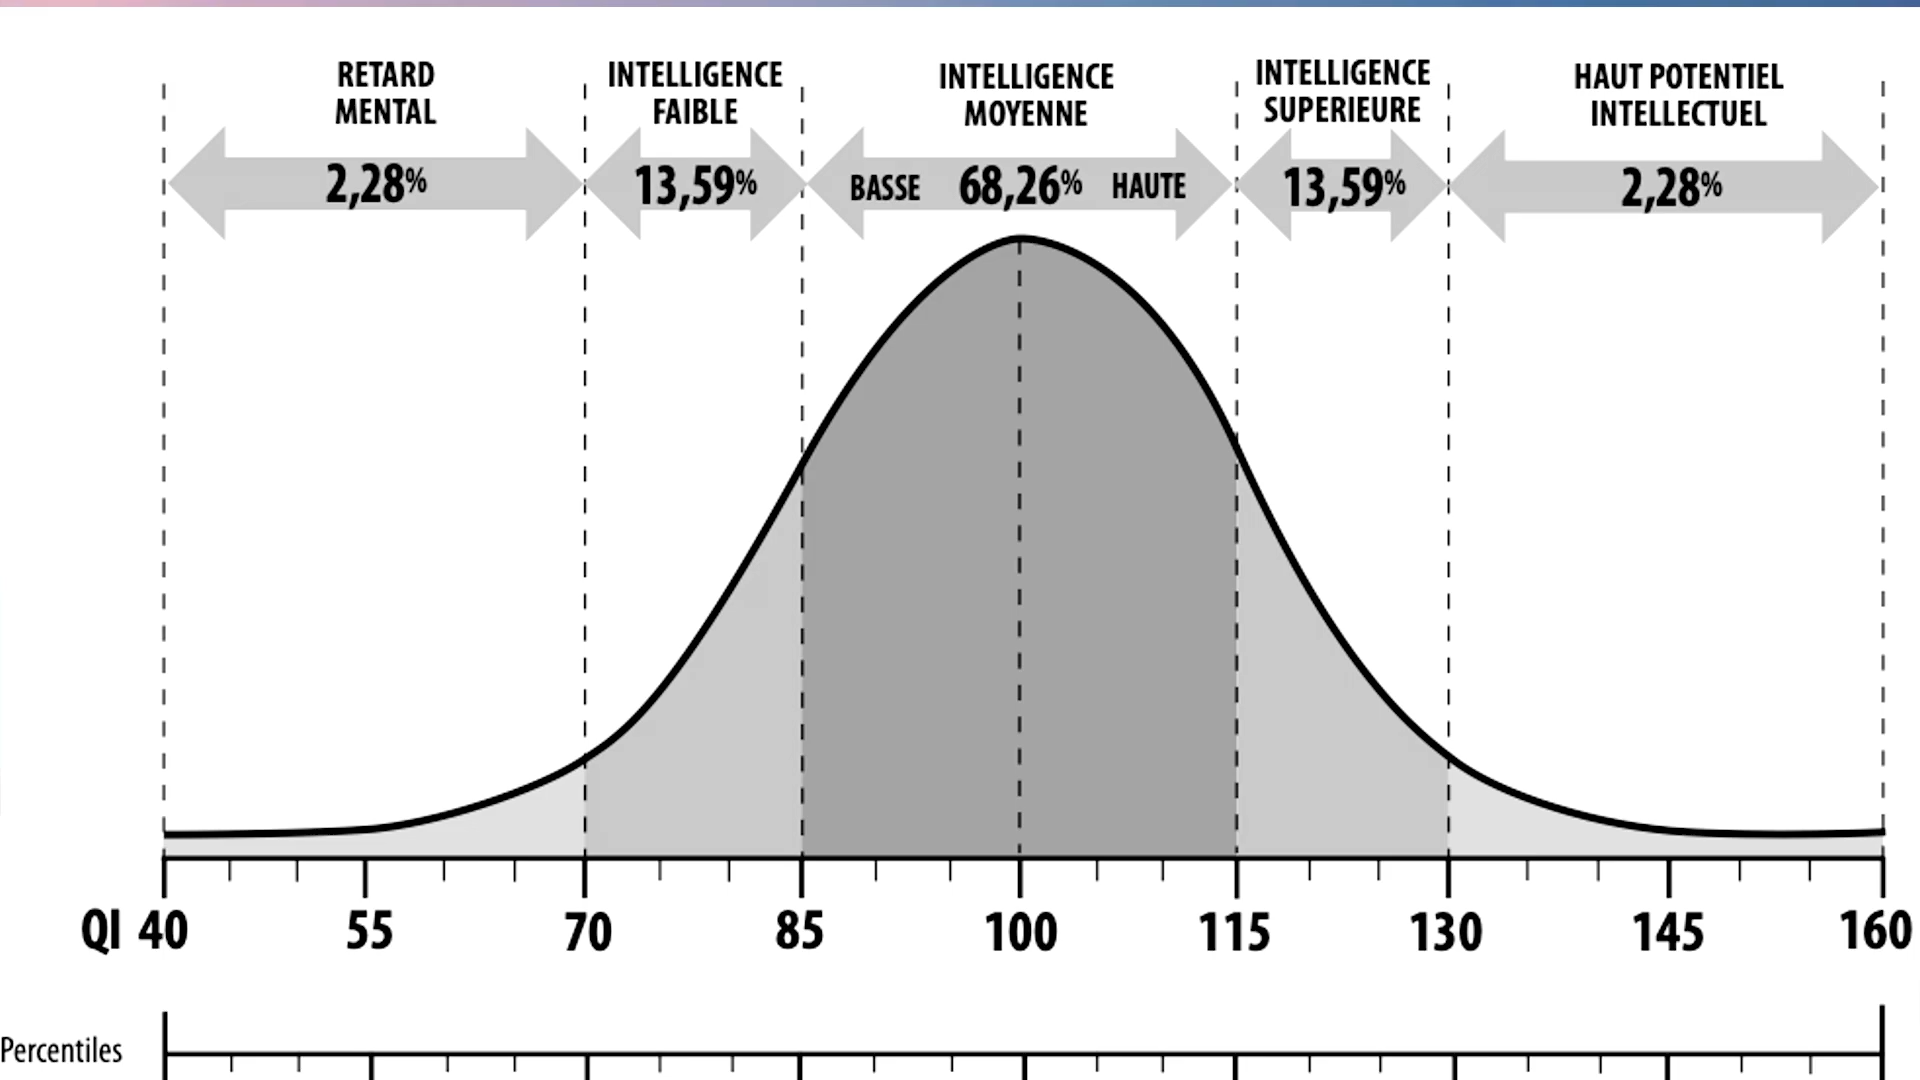 RETARD
MENTAL
INTELLIGENCE
FAIBLE
INTELLIGENCE
MOYENNE
INTELLIGENCE
SUPERIEURE
HAUT POTENTIEL
INTELLECTUEL
2,28%
13,59%
BASSE 68,26% HAUTE
13,59%
2,28%
QI 40 55 70 85 100 115 130 145 160
Percentiles